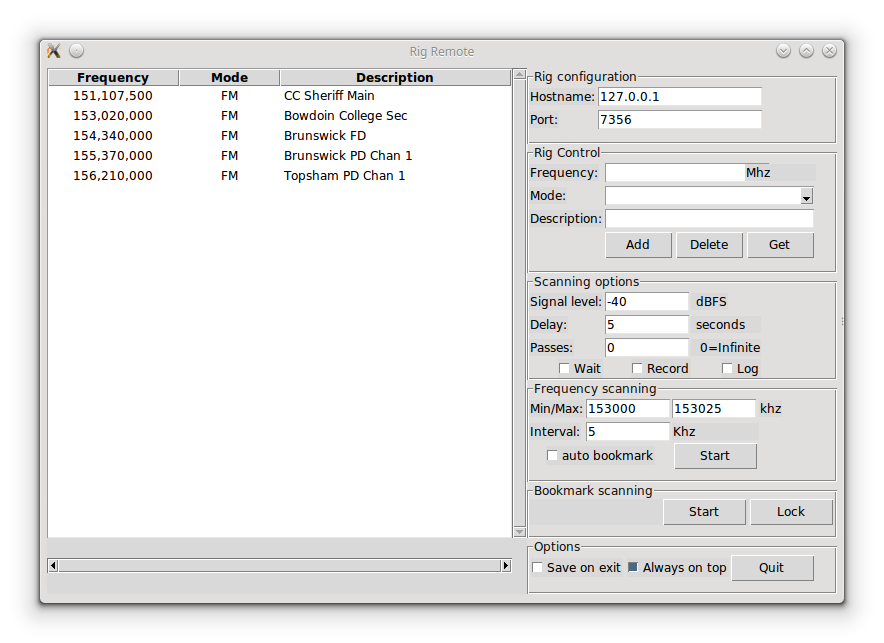 Rig Remote
Frequency Mode Description
151,107,500 FM CC Sheriff Main
153,020,000 FM Bowdoin College Sec
154,340,000 FM Brunswick FD
155,370,000 FM Brunswick PD Chan 1
156,210,000 FM Topsham PD Chan 1
Rig configuration
Hostname: 127.0.0.1
Port: 7356
Rig Control
Frequency: Mhz
Mode:
Description:
Add Delete Get
Scanning options
Signal level: -40 dBFS
Delay: 5 seconds
Passes: 0 0=Infinite
Wait Record Log
Frequency scanning
Min/Max: 153000 153025 khz
Interval: 5 Khz
auto bookmark Start
Bookmark scanning
Start Lock
Options
Save on exit Always on top Quit